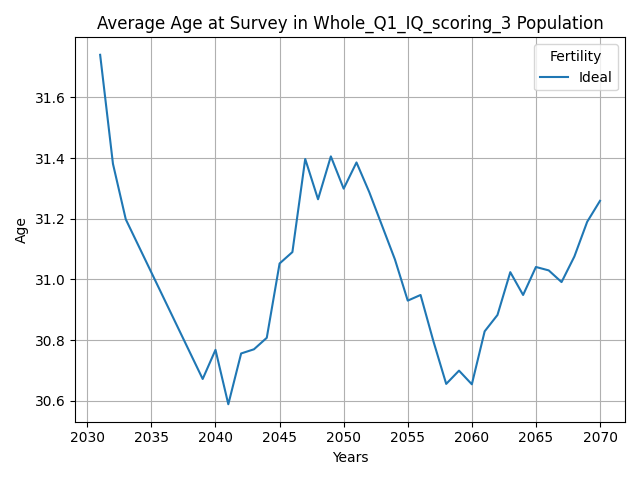 Average Age at Survey in Whole_Q1_IQ_scoring_3 Population
Fertility
Ideal
Age
31.6
31.4
31.2
31.0
30.8
30.6
2030 2035 2040 2045 2050 2055 2060 2065 2070
Years